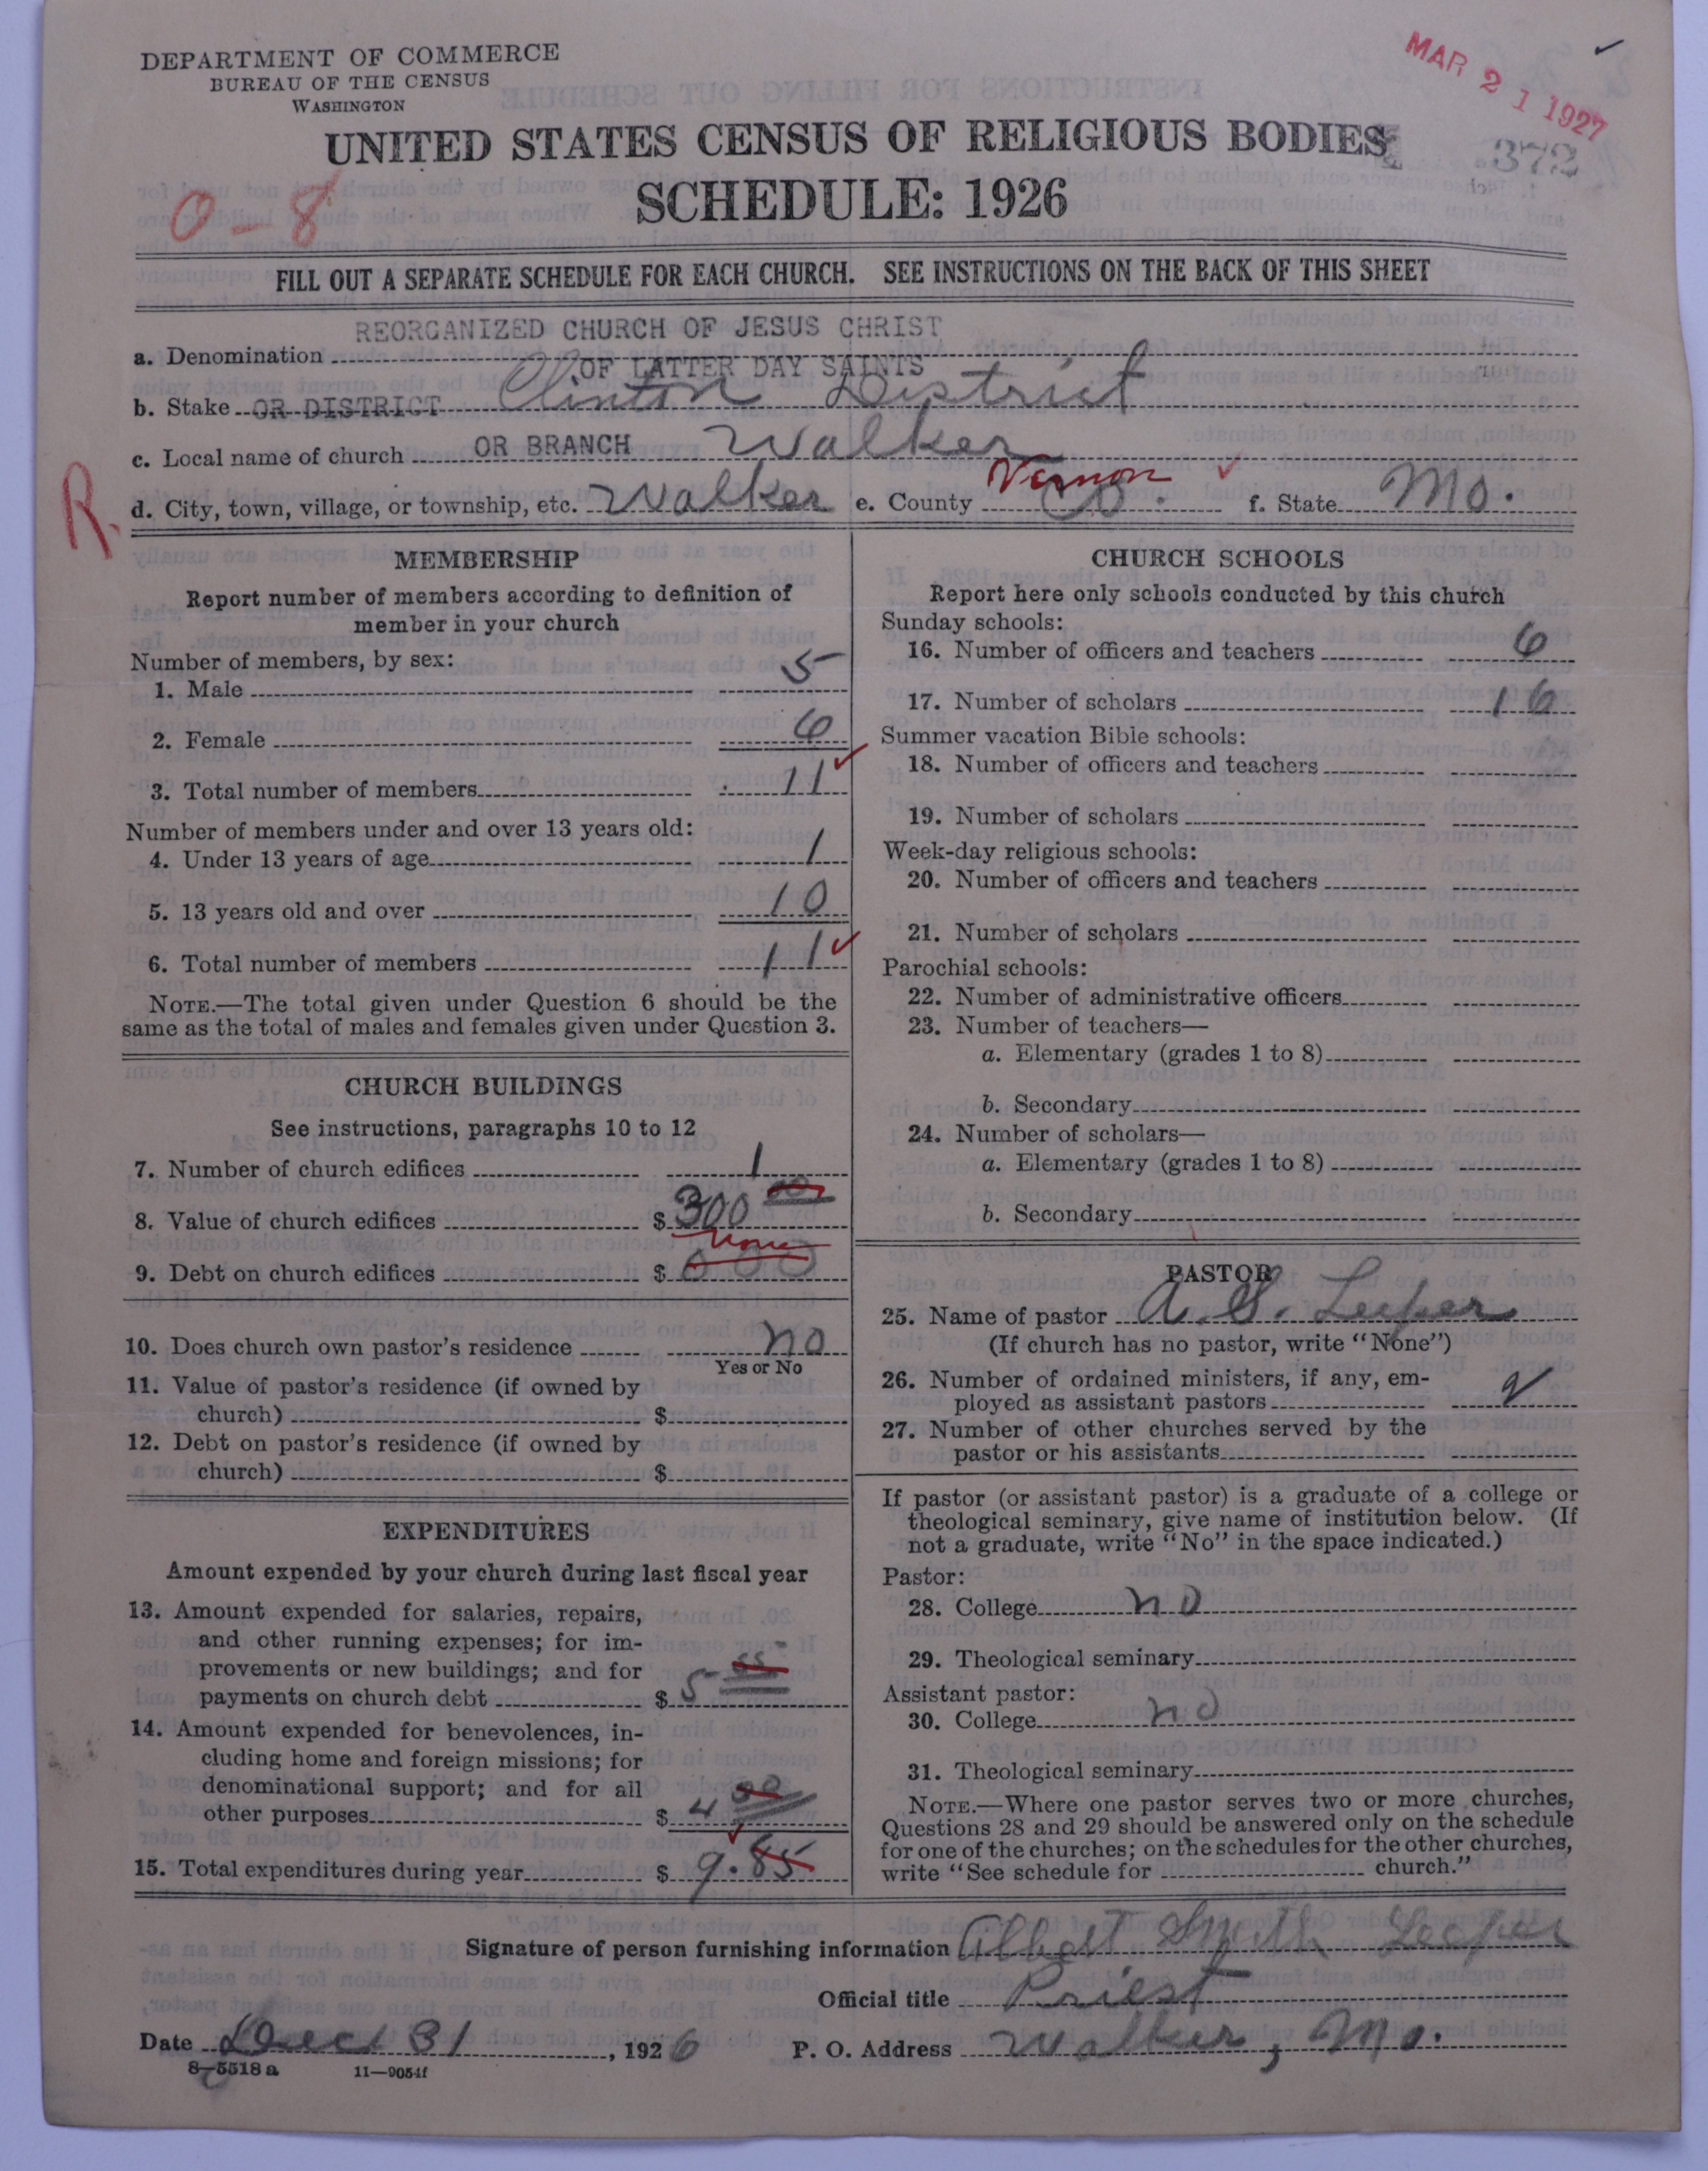 DEPARTMENT OF COMMERCE
BUREAU OF THE CENSUS
WASHINGTON
MAR 21 1927
UNITED STATES CENSUS OF RELIGIOUS BODIES
372
SCHEDULE: 1926
0-8
FILL OUT A SEPARATE SCHEDULE FOR EACH CHURCH. SEE INSTRUCTIONS ON THE BACK OF THIS SHEET
REORGANIZED CHURCH OF JESUS CHRIST
a. Denomination
OF LATTER DAY SAINTS
b. Stake OR DISTRICT Clinton District
c. Local name of church OR BRANCH Walker
R.
d. City, town, village, or township, etc. Walker e. County Vernon Co. f. State Mo.
MEMBERSHIP
Report number of members according to definition of
member in your church
Number of members, by sex:
1. Male 5
2. Female 6
3. Total number of members 11
Number of members under and over 13 years old:
4. Under 13 years of age 1
5. 13 years old and over 10
6. Total number of members 11
NOTE.—The total given under Question 6 should be the
same as the total of males and females given under Question 3.
CHURCH BUILDINGS
See instructions, paragraphs 10 to 12
7. Number of church edifices 1
8. Value of church edifices $ 300 00
none
9. Debt on church edifices $ 000
10. Does church own pastor's residence no
Yes or No
11. Value of pastor's residence (if owned by
church) $
12. Debt on pastor's residence (if owned by
church) $
EXPENDITURES
Amount expended by your church during last fiscal year
13. Amount expended for salaries, repairs,
and other running expenses; for im-
provements or new buildings; and for
payments on church debt $ 5
14. Amount expended for benevolences, in-
cluding home and foreign missions; for
denominational support; and for all
other purposes $ 4 00
15. Total expenditures during year $ 9.85
CHURCH SCHOOLS
Report here only schools conducted by this church
Sunday schools:
16. Number of officers and teachers 6
17. Number of scholars 16
Summer vacation Bible schools:
18. Number of officers and teachers
19. Number of scholars
Week-day religious schools:
20. Number of officers and teachers
21. Number of scholars
Parochial schools:
22. Number of administrative officers
23. Number of teachers—
a. Elementary (grades 1 to 8)
b. Secondary
24. Number of scholars—
a. Elementary (grades 1 to 8)
b. Secondary
PASTOR
25. Name of pastor A. S. Leeper
(If church has no pastor, write "None")
26. Number of ordained ministers, if any, em-
ployed as assistant pastors
27. Number of other churches served by the
pastor or his assistants
If pastor (or assistant pastor) is a graduate of a college or
theological seminary, give name of institution below. (If
not a graduate, write "No" in the space indicated.)
Pastor:
28. College no
29. Theological seminary
Assistant pastor:
30. College no
31. Theological seminary
NOTE.—Where one pastor serves two or more churches,
Questions 28 and 29 should be answered only on the schedule
for one of the churches; on the schedules for the other churches,
write "See schedule for church."
Signature of person furnishing information Albert Smith Leeper
Official title Priest
Date Dec 31, 1926 P. O. Address Walker, Mo.
8-5518a 11—9054f